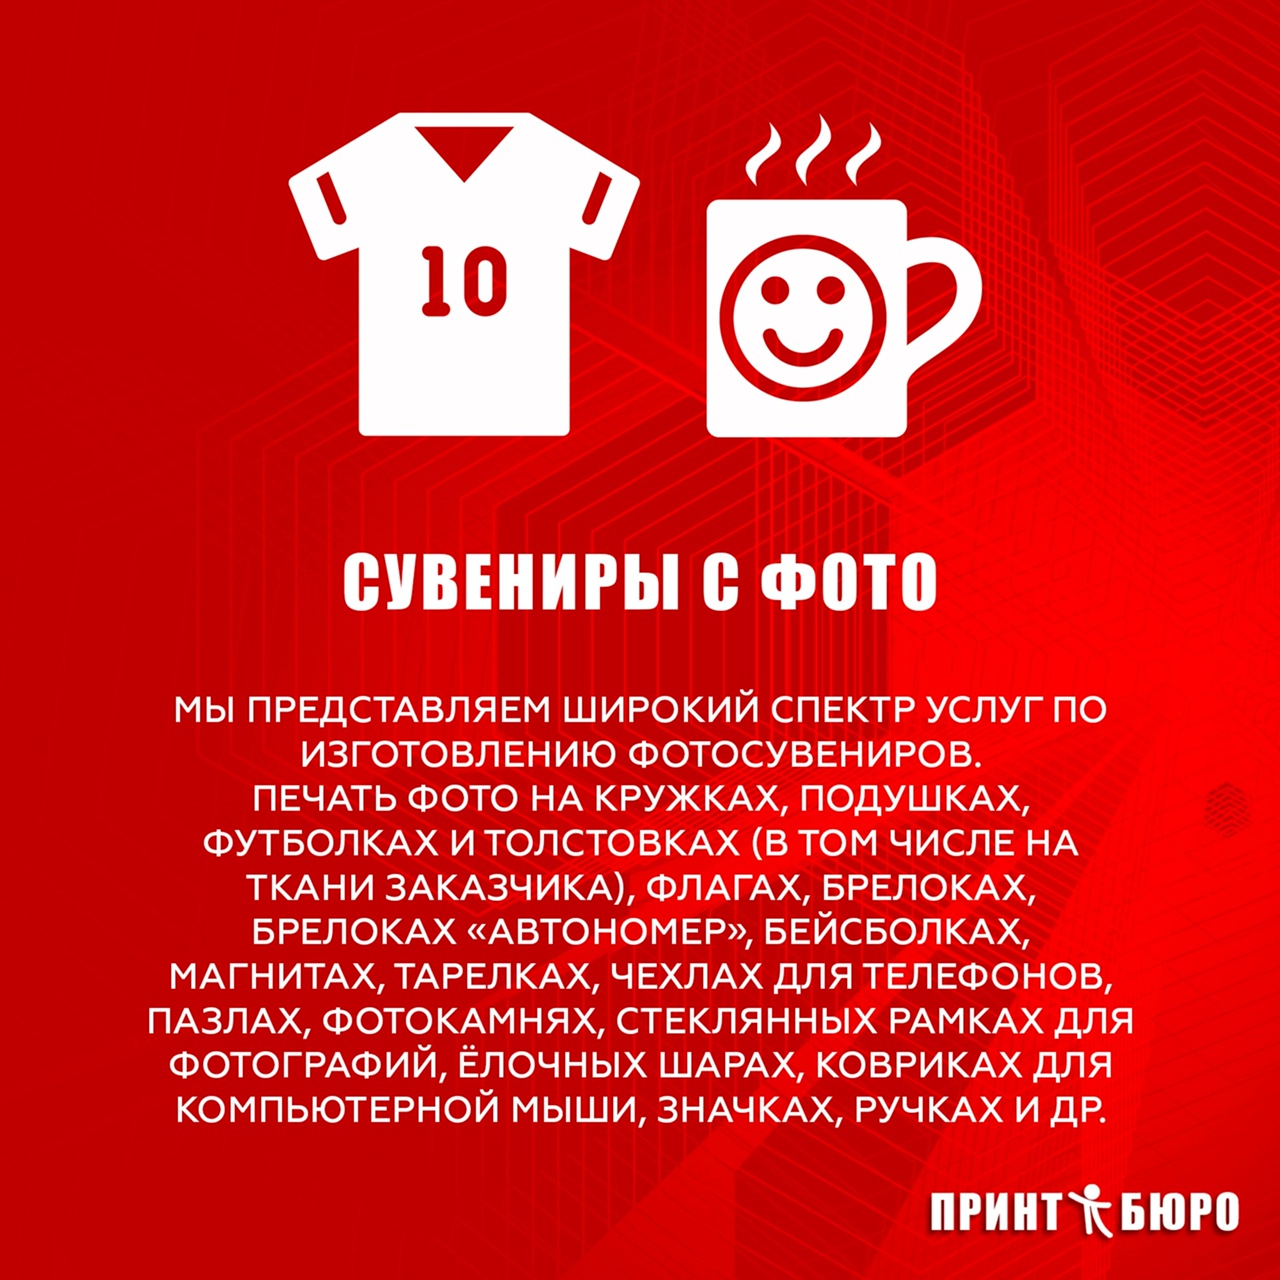 10
СУВЕНИРЫ С ФОТО
МЫ ПРЕДСТАВЛЯЕМ ШИРОКИЙ СПЕКТР УСЛУГ ПО
ИЗГОТОВЛЕНИЮ ФОТОСУВЕНИРОВ.
ПЕЧАТЬ ФОТО НА КРУЖКАХ, ПОДУШКАХ,
ФУТБОЛКАХ И ТОЛСТОВКАХ (В ТОМ ЧИСЛЕ НА
ТКАНИ ЗАКАЗЧИКА), ФЛАГАХ, БРЕЛОКАХ,
БРЕЛОКАХ «АВТОНОМЕР», БЕЙСБОЛКАХ,
МАГНИТАХ, ТАРЕЛКАХ, ЧЕХЛАХ ДЛЯ ТЕЛЕФОНОВ,
ПАЗЛАХ, ФОТОКАМНЯХ, СТЕКЛЯННЫХ РАМКАХ ДЛЯ
ФОТОГРАФИЙ, ЁЛОЧНЫХ ШАРАХ, КОВРИКАХ ДЛЯ
КОМПЬЮТЕРНОЙ МЫШИ, ЗНАЧКАХ, РУЧКАХ И ДР.
ПРИНТ БЮРО